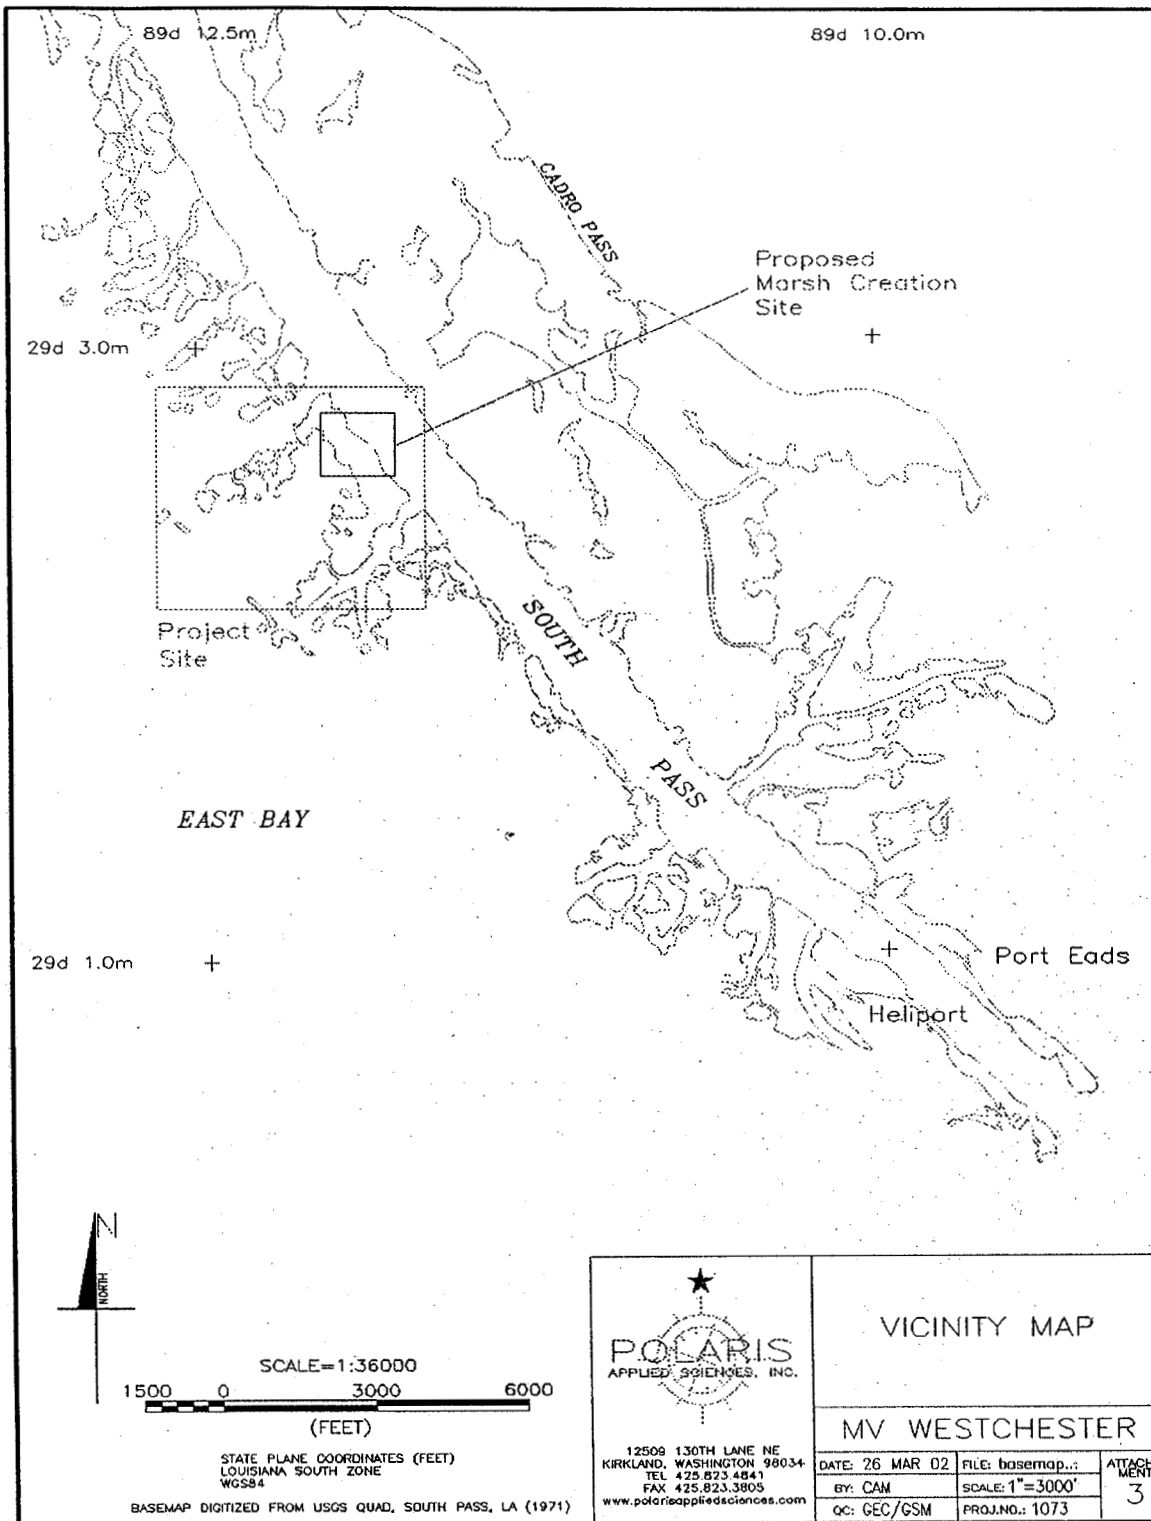 89d 12.5m
89d 10.0m
CADRO PASS
Proposed
Marsh Creation
Site
29d 3.0m
Project
Site
SOUTH
PASS
EAST BAY
29d 1.0m
Port Eads
Heliport
N
NORTH
SCALE=1:36000
1500 0 3000 6000
(FEET)
STATE PLANE COORDINATES (FEET)
LOUISIANA SOUTH ZONE
WGS84
BASEMAP DIGITIZED FROM USGS QUAD, SOUTH PASS, LA (1971)
POLARIS
APPLIED SCIENCES, INC.
12509 130TH LANE NE
KIRKLAND, WASHINGTON 98034
TEL 425.823.4841
FAX 425.823.3805
www.polarisappliedsciences.com
VICINITY MAP
MV WESTCHESTER
DATE: 26 MAR 02
FILE: basemap..:
ATTACH
MENT
3
BY: CAM
SCALE: 1"=3000'
QC: GEC/GSM
PROJ.NO.: 1073